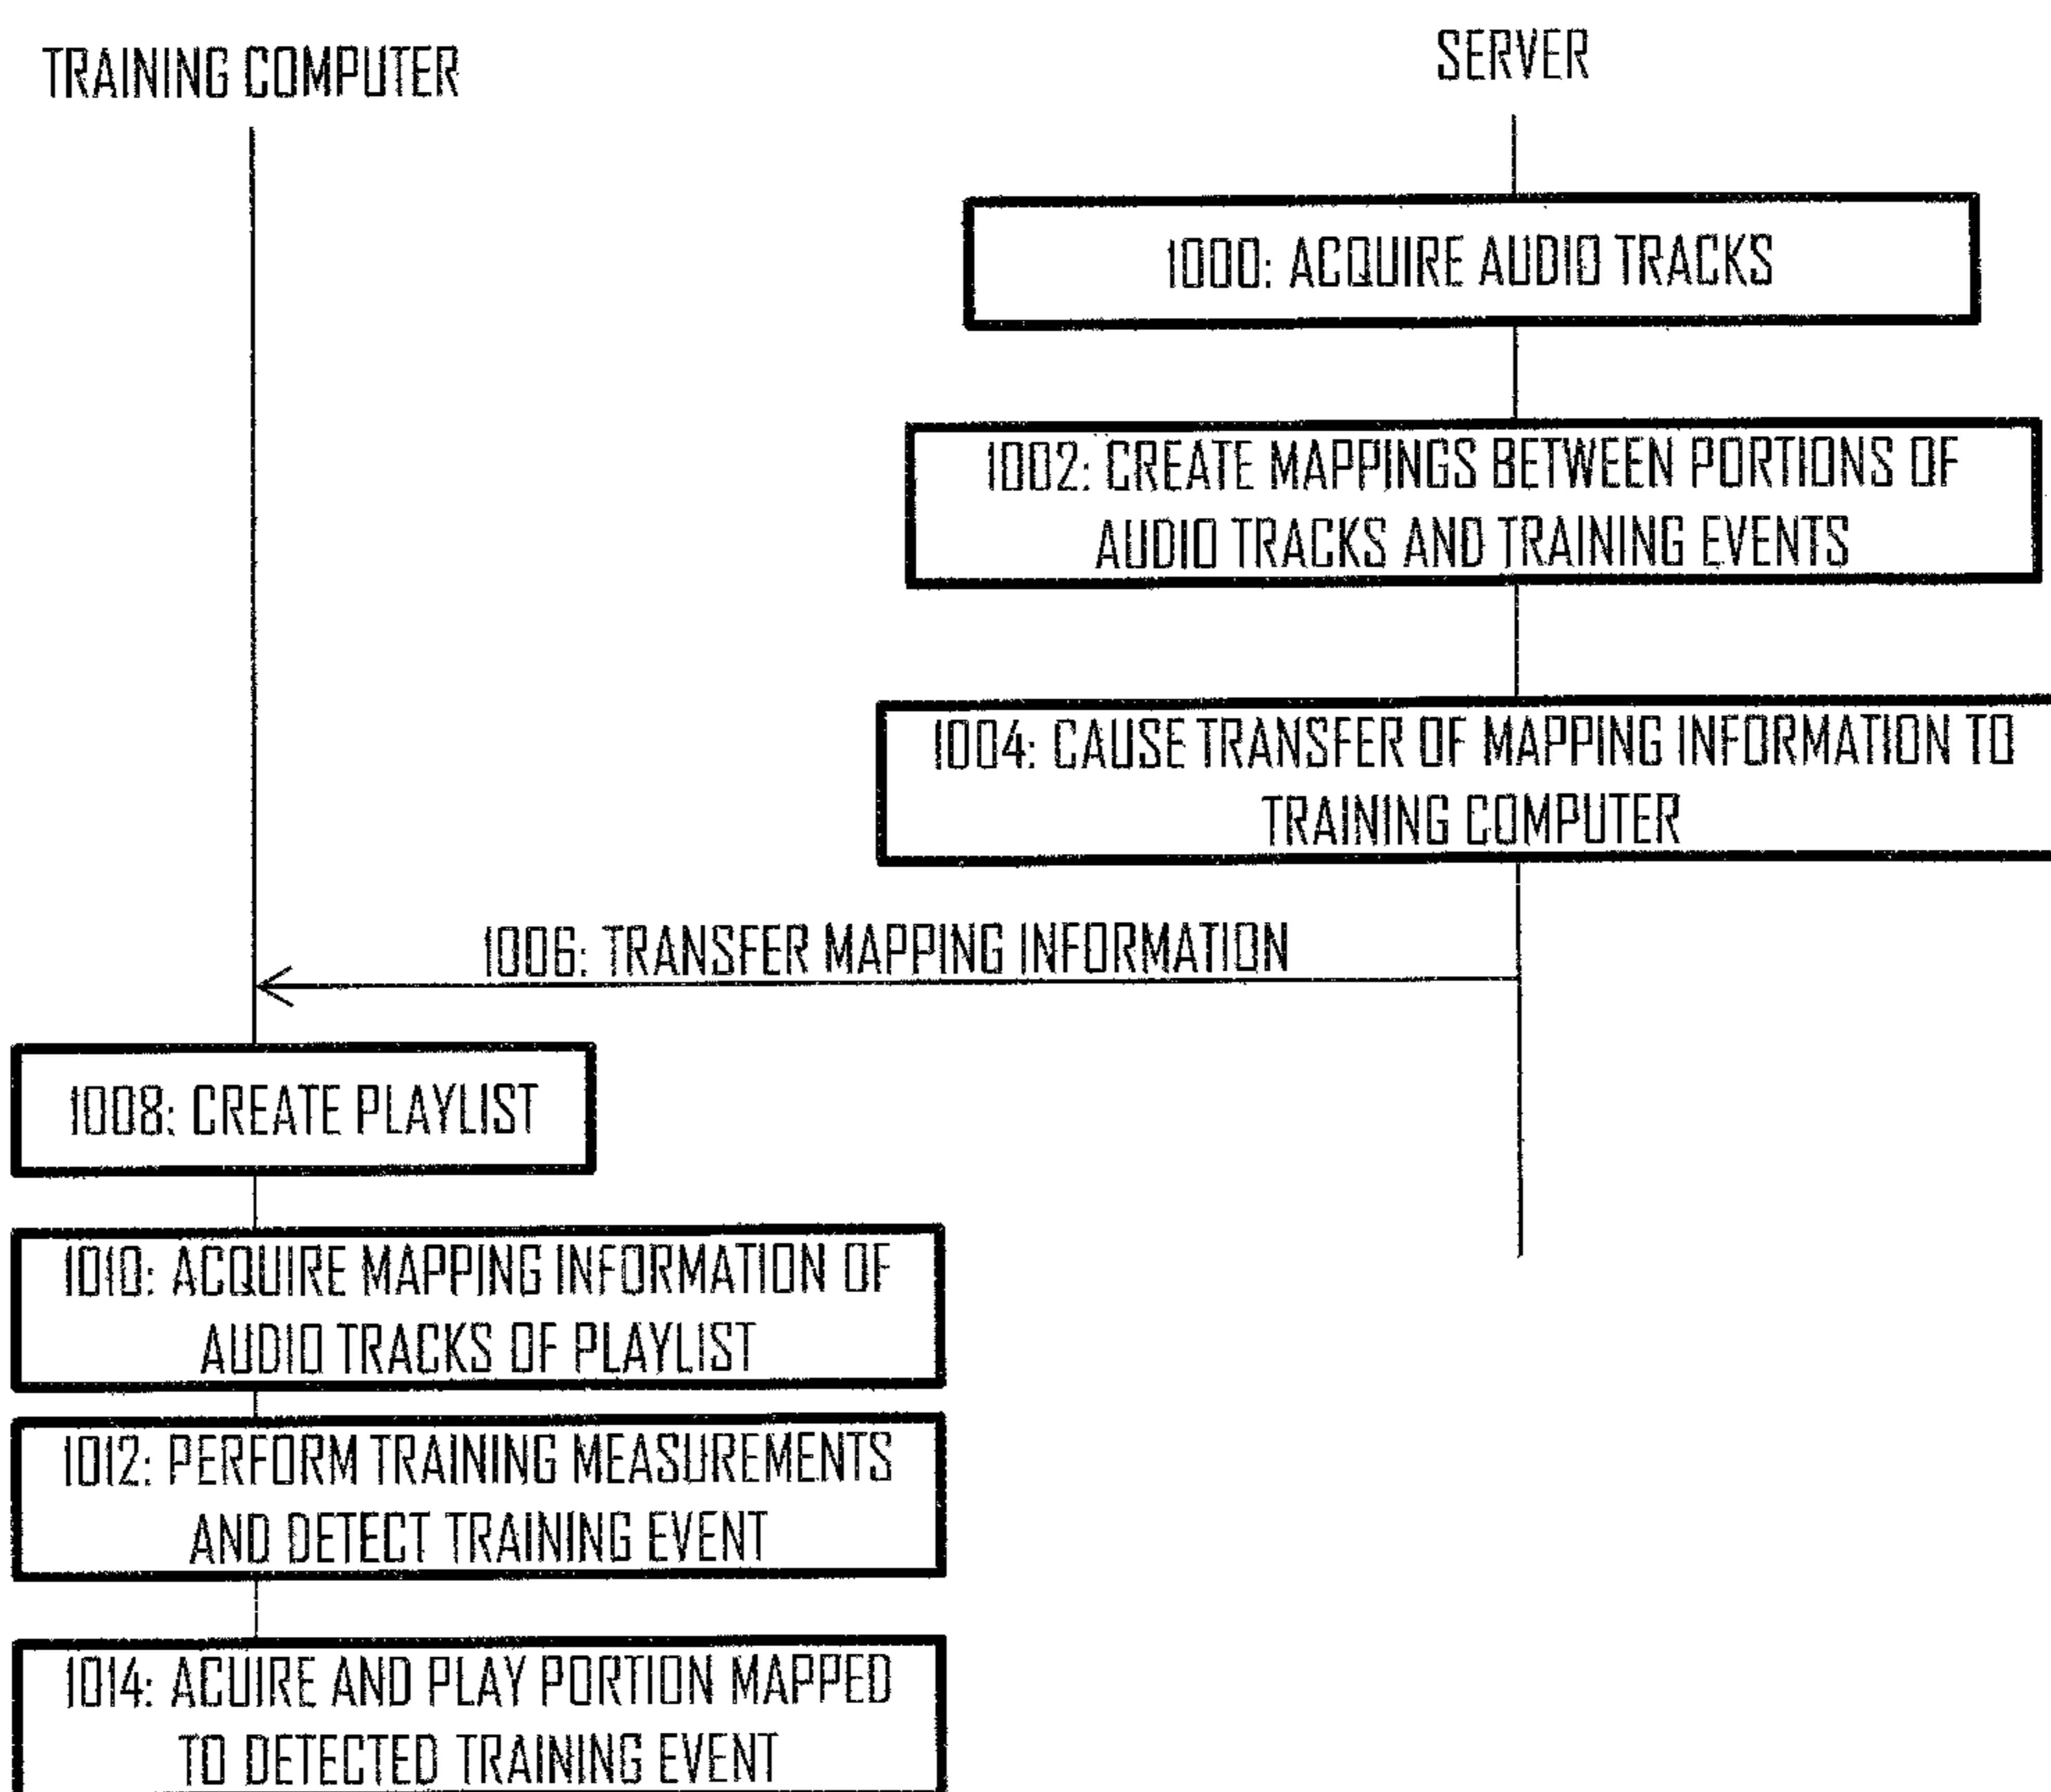 TRAINING COMPUTER
SERVER
1000: ACQUIRE AUDIO TRACKS
1002: CREATE MAPPINGS BETWEEN PORTIONS OF
AUDIO TRACKS AND TRAINING EVENTS
1004: CAUSE TRANSFER OF MAPPING INFORMATION TO
TRAINING COMPUTER
1006: TRANSFER MAPPING INFORMATION
1008: CREATE PLAYLIST
1010: ACQUIRE MAPPING INFORMATION OF
AUDIO TRACKS OF PLAYLIST
1012: PERFORM TRAINING MEASUREMENTS
AND DETECT TRAINING EVENT
1014: ACUIRE AND PLAY PORTION MAPPED
TO DETECTED TRAINING EVENT